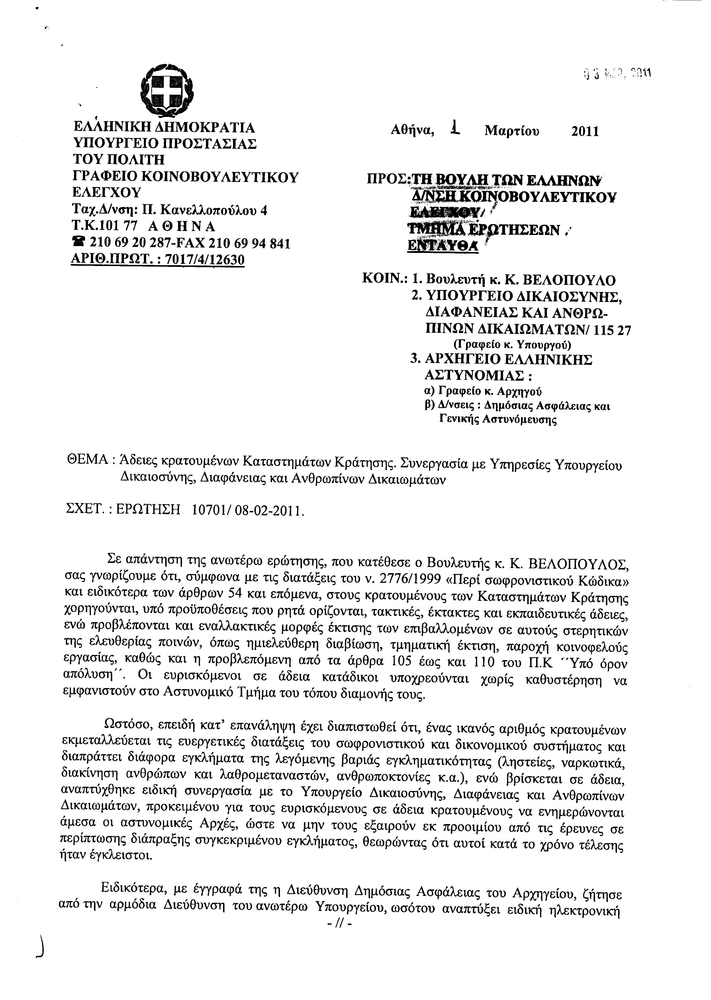 03 ΜΑΡ. 2011
ΕΛΛΗΝΙΚΗ ΔΗΜΟΚΡΑΤΙΑ
ΥΠΟΥΡΓΕΙΟ ΠΡΟΣΤΑΣΙΑΣ
ΤΟΥ ΠΟΛΙΤΗ
ΓΡΑΦΕΙΟ ΚΟΙΝΟΒΟΥΛΕΥΤΙΚΟΥ
ΕΛΕΓΧΟΥ
Ταχ.Δ/νση: Π. Κανελλοπούλου 4
Τ.Κ.101 77 Α Θ Η Ν Α
☎ 210 69 20 287-FAX 210 69 94 841
ΑΡΙΘ.ΠΡΩΤ. : 7017/4/12630
Αθήνα, 1 Μαρτίου 2011
ΠΡΟΣ:ΤΗ ΒΟΥΛΗ ΤΩΝ ΕΛΛΗΝΩΝ
Δ/ΝΣΗ ΚΟΙΝΟΒΟΥΛΕΥΤΙΚΟΥ
ΕΛΕΓΧΟΥ/
ΤΜΗΜΑ ΕΡΩΤΗΣΕΩΝ
ΕΝΤΑΥΘΑ
ΚΟΙΝ.: 1. Βουλευτή κ. Κ. ΒΕΛΟΠΟΥΛΟ
2. ΥΠΟΥΡΓΕΙΟ ΔΙΚΑΙΟΣΥΝΗΣ,
ΔΙΑΦΑΝΕΙΑΣ ΚΑΙ ΑΝΘΡΩ-
ΠΙΝΩΝ ΔΙΚΑΙΩΜΑΤΩΝ/ 115 27
(Γραφείο κ. Υπουργού)
3. ΑΡΧΗΓΕΙΟ ΕΛΛΗΝΙΚΗΣ
ΑΣΤΥΝΟΜΙΑΣ :
α) Γραφείο κ. Αρχηγού
β) Δ/νσεις : Δημόσιας Ασφάλειας και
Γενικής Αστυνόμευσης
ΘΕΜΑ : Άδειες κρατουμένων Καταστημάτων Κράτησης. Συνεργασία με Υπηρεσίες Υπουργείου
Δικαιοσύνης, Διαφάνειας και Ανθρωπίνων Δικαιωμάτων
ΣΧΕΤ. : ΕΡΩΤΗΣΗ 10701/ 08-02-2011.
Σε απάντηση της ανωτέρω ερώτησης, που κατέθεσε ο Βουλευτής κ. Κ. ΒΕΛΟΠΟΥΛΟΣ,
σας γνωρίζουμε ότι, σύμφωνα με τις διατάξεις του ν. 2776/1999 «Περί σωφρονιστικού Κώδικα»
και ειδικότερα των άρθρων 54 και επόμενα, στους κρατουμένους των Καταστημάτων Κράτησης
χορηγούνται, υπό προϋποθέσεις που ρητά ορίζονται, τακτικές, έκτακτες και εκπαιδευτικές άδειες,
ενώ προβλέπονται και εναλλακτικές μορφές έκτισης των επιβαλλομένων σε αυτούς στερητικών
της ελευθερίας ποινών, όπως ημιελεύθερη διαβίωση, τμηματική έκτιση, παροχή κοινοφελούς
εργασίας, καθώς και η προβλεπόμενη από τα άρθρα 105 έως και 110 του Π.Κ ΄΄Υπό όρον
απόλυση΄΄. Οι ευρισκόμενοι σε άδεια κατάδικοι υποχρεούνται χωρίς καθυστέρηση να
εμφανιστούν στο Αστυνομικό Τμήμα του τόπου διαμονής τους.
Ωστόσο, επειδή κατ’ επανάληψη έχει διαπιστωθεί ότι, ένας ικανός αριθμός κρατουμένων
εκμεταλλεύεται τις ευεργετικές διατάξεις του σωφρονιστικού και δικονομικού συστήματος και
διαπράττει διάφορα εγκλήματα της λεγόμενης βαριάς εγκληματικότητας (ληστείες, ναρκωτικά,
διακίνηση ανθρώπων και λαθρομεταναστών, ανθρωποκτονίες κ.α.), ενώ βρίσκεται σε άδεια,
αναπτύχθηκε ειδική συνεργασία με το Υπουργείο Δικαιοσύνης, Διαφάνειας και Ανθρωπίνων
Δικαιωμάτων, προκειμένου για τους ευρισκόμενους σε άδεια κρατουμένους να ενημερώνονται
άμεσα οι αστυνομικές Αρχές, ώστε να μην τους εξαιρούν εκ προοιμίου από τις έρευνες σε
περίπτωσης διάπραξης συγκεκριμένου εγκλήματος, θεωρώντας ότι αυτοί κατά το χρόνο τέλεσης
ήταν έγκλειστοι.
Ειδικότερα, με έγγραφά της η Διεύθυνση Δημόσιας Ασφάλειας του Αρχηγείου, ζήτησε
από την αρμόδια Διεύθυνση του ανωτέρω Υπουργείου, ωσότου αναπτύξει ειδική ηλεκτρονική
- // -